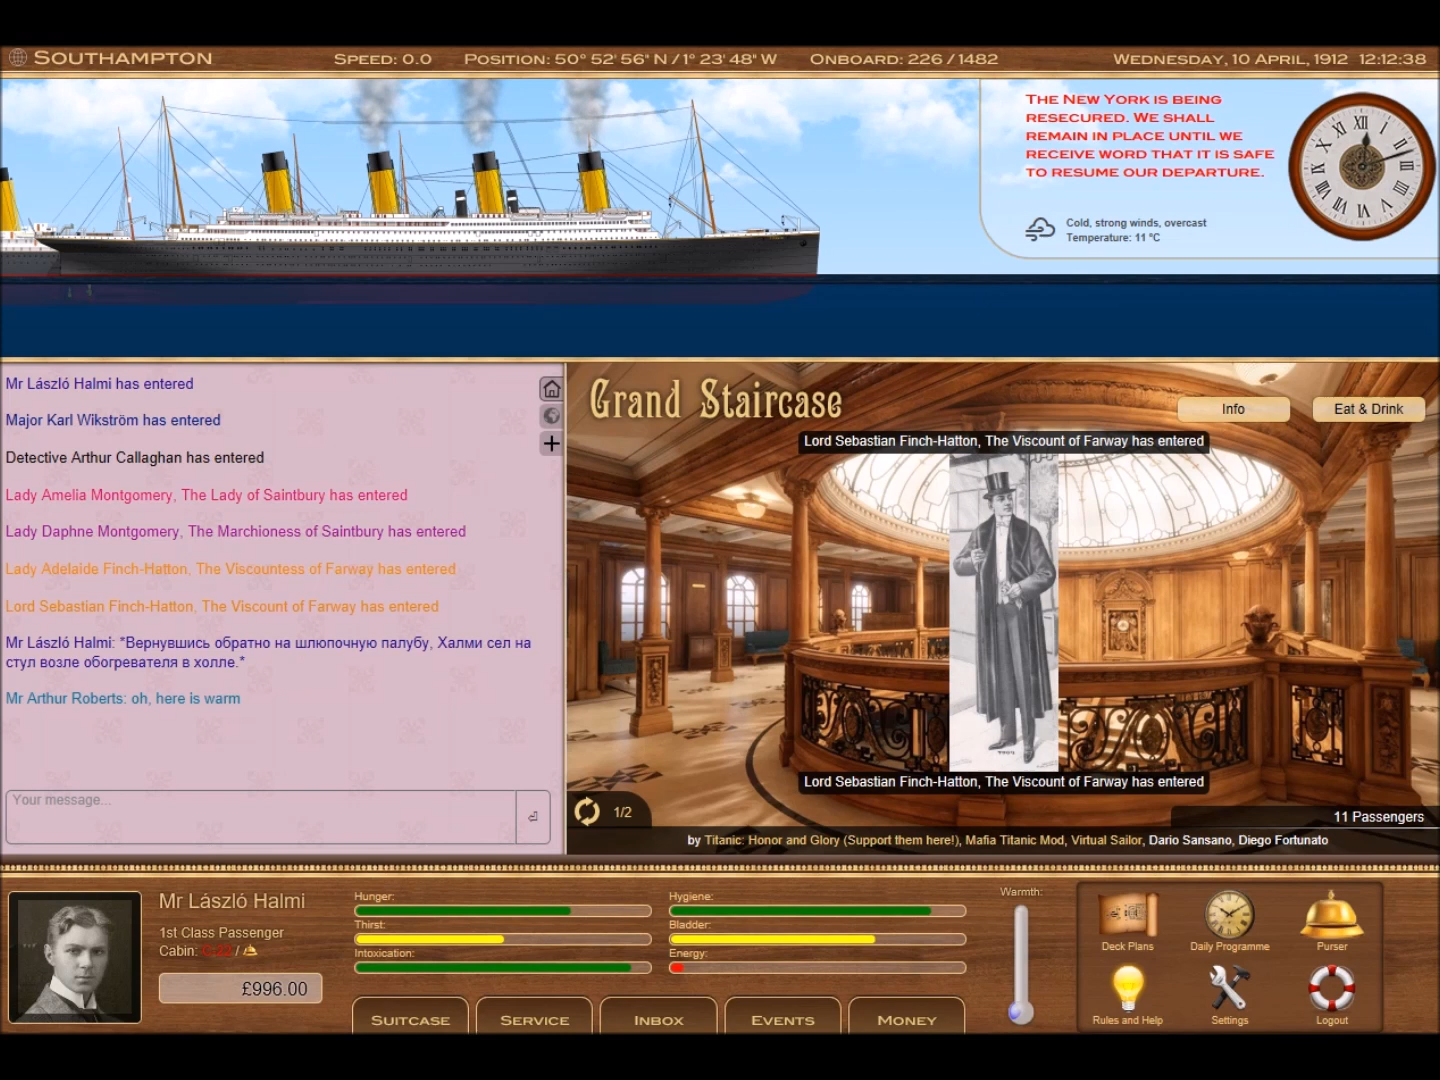 SOUTHAMPTON
SPEED: 0.0
POSITION: 50° 52' 56" N / 1° 23' 48" W
ONBOARD: 226 / 1482
WEDNESDAY, 10 APRIL, 1912 12:12:38
THE NEW YORK IS BEING
RESECURED. WE SHALL
REMAIN IN PLACE UNTIL WE
RECEIVE WORD THAT IT IS SAFE
TO RESUME OUR DEPARTURE.
Cold, strong winds, overcast
Temperature: 11 °C
XII I II III IV V VI VII VIII IX X XI
Mr László Halmi has entered
Major Karl Wikström has entered
Detective Arthur Callaghan has entered
Lady Amelia Montgomery, The Lady of Saintbury has entered
Lady Daphne Montgomery, The Marchioness of Saintbury has entered
Lady Adelaide Finch-Hatton, The Viscountess of Farway has entered
Lord Sebastian Finch-Hatton, The Viscount of Farway has entered
Mr László Halmi: *Вернувшись обратно на шлюпочную палубу, Халми сел на
стул возле обогревателя в холле.*
Mr Arthur Roberts: oh, here is warm
Your message...
Grand Staircase
Info
Eat & Drink
Lord Sebastian Finch-Hatton, The Viscount of Farway has entered
Lord Sebastian Finch-Hatton, The Viscount of Farway has entered
1/2
11 Passengers
by Titanic: Honor and Glory (Support them here!), Mafia Titanic Mod, Virtual Sailor, Dario Sansano, Diego Fortunato
Mr László Halmi
1st Class Passenger
Cabin: /
£996.00
Hunger:
Thirst:
Intoxication:
Hygiene:
Bladder:
Energy:
Warmth:
SUITCASE
SERVICE
INBOX
EVENTS
MONEY
Deck Plans
Daily Programme
Purser
Rules and Help
Settings
Logout